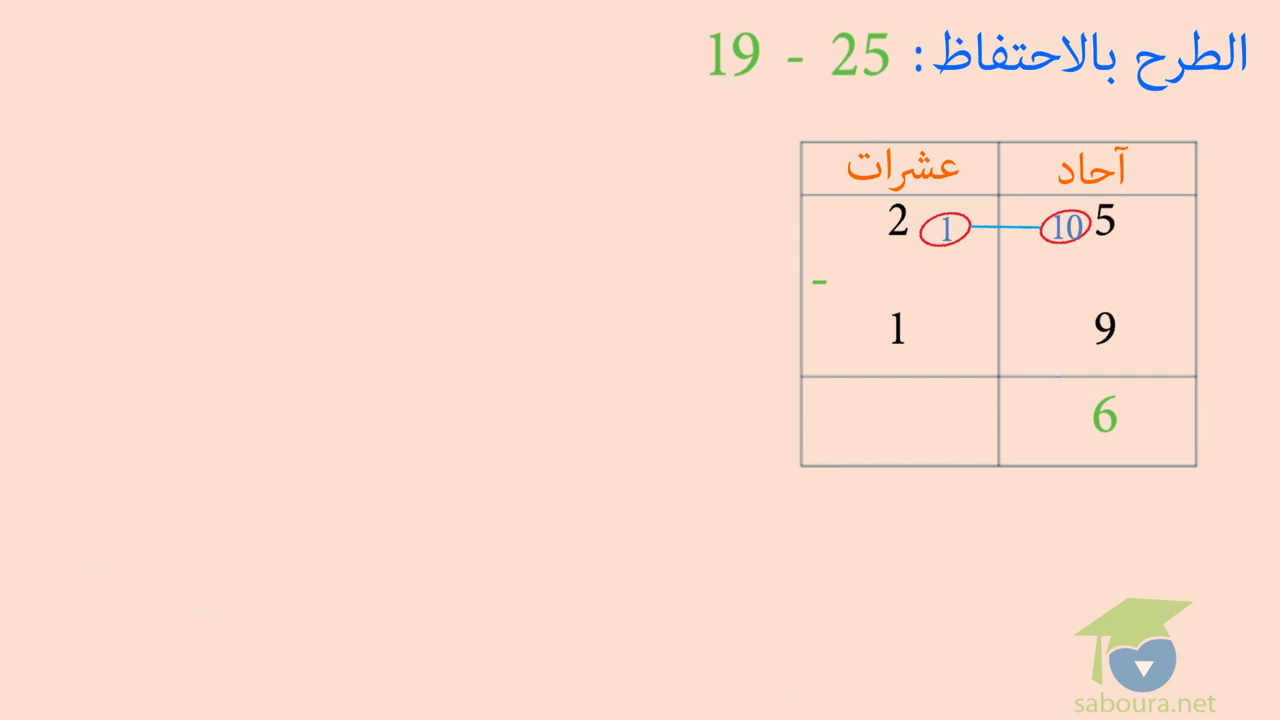 الطرح بالاحتفاظ: 25 - 19
آحاد عشرات
2 1 10 5
-
1 9
6
saboura.net